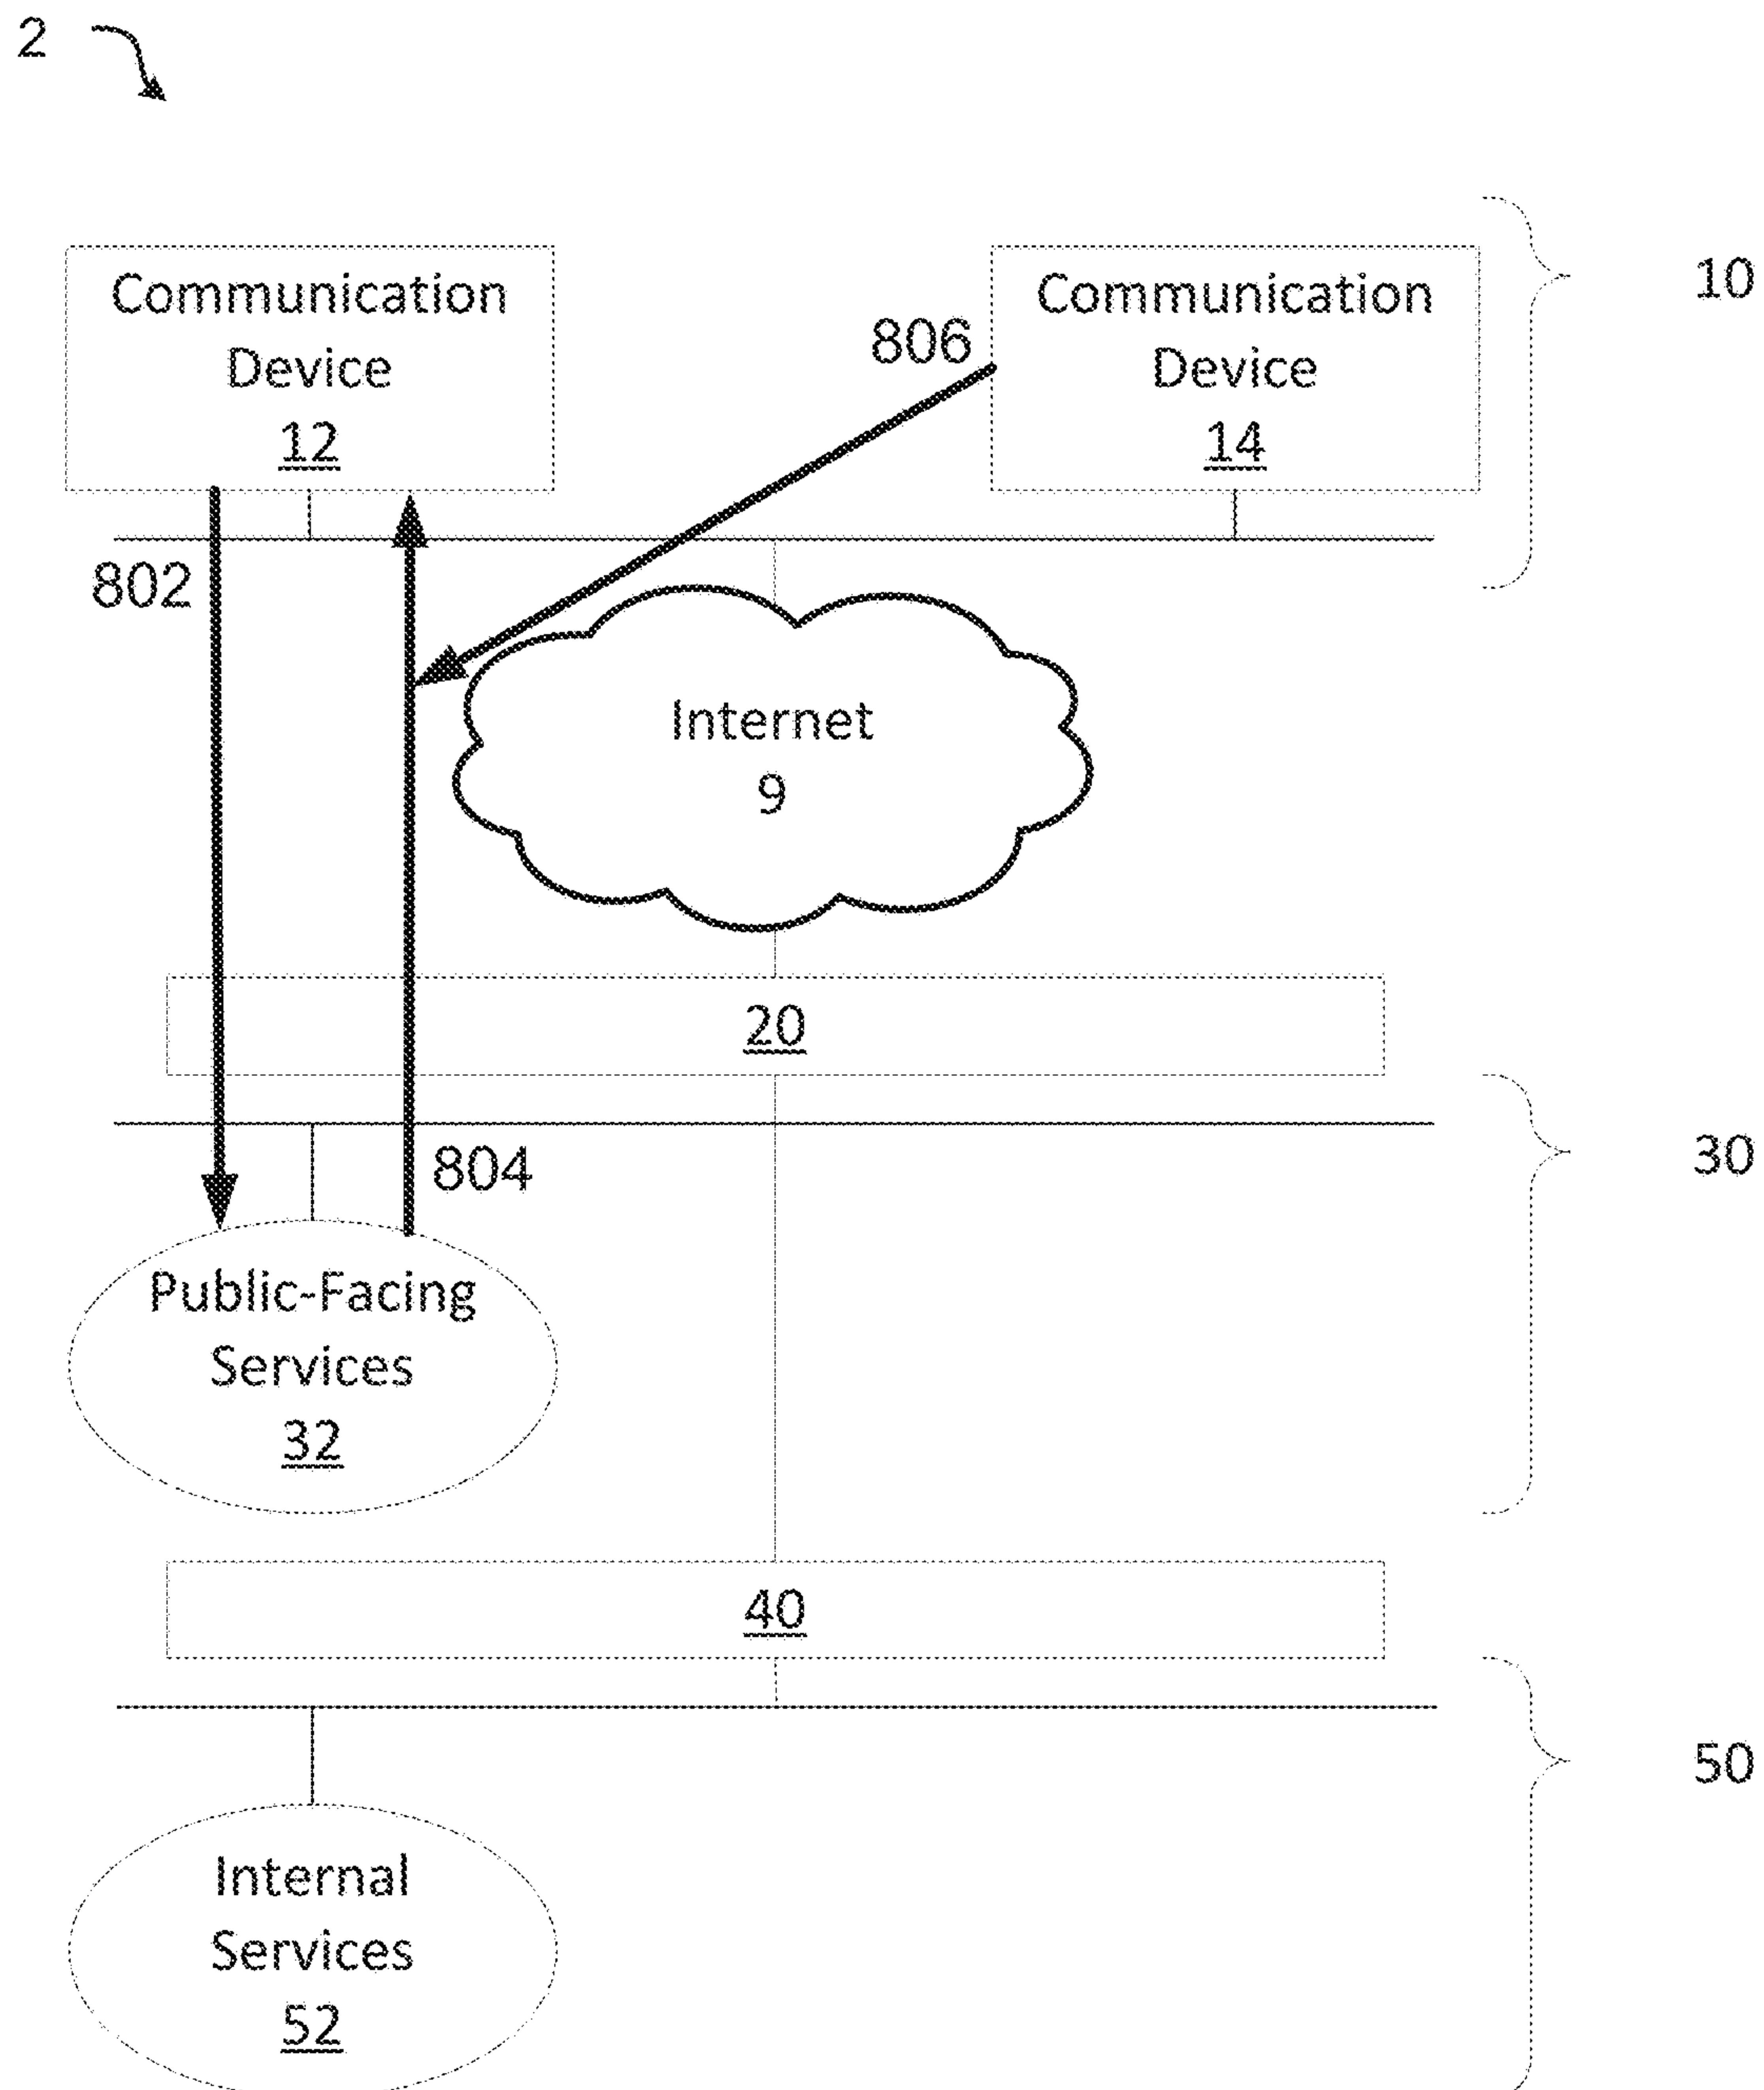 2
10
Communication
Device
12
806
Communication
Device
14
802
Internet
9
20
30
804
Public-Facing
Services
32
40
50
Internal
Services
52